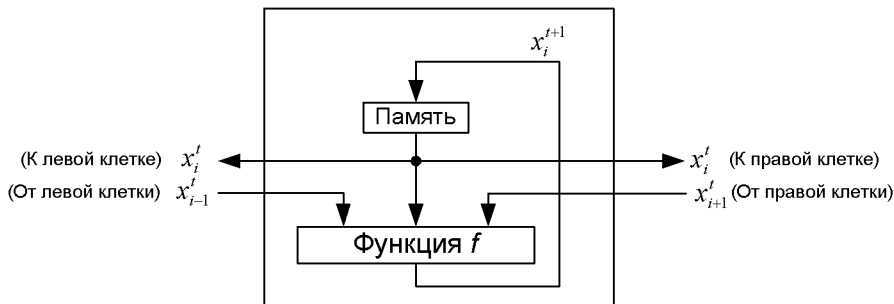 x_i^{t+1}
Память
(К левой клетке) x_i^t x_i^t (К правой клетке)
(От левой клетки) x_{i-1}^t x_{i+1}^t (От правой клетки)
Функция f